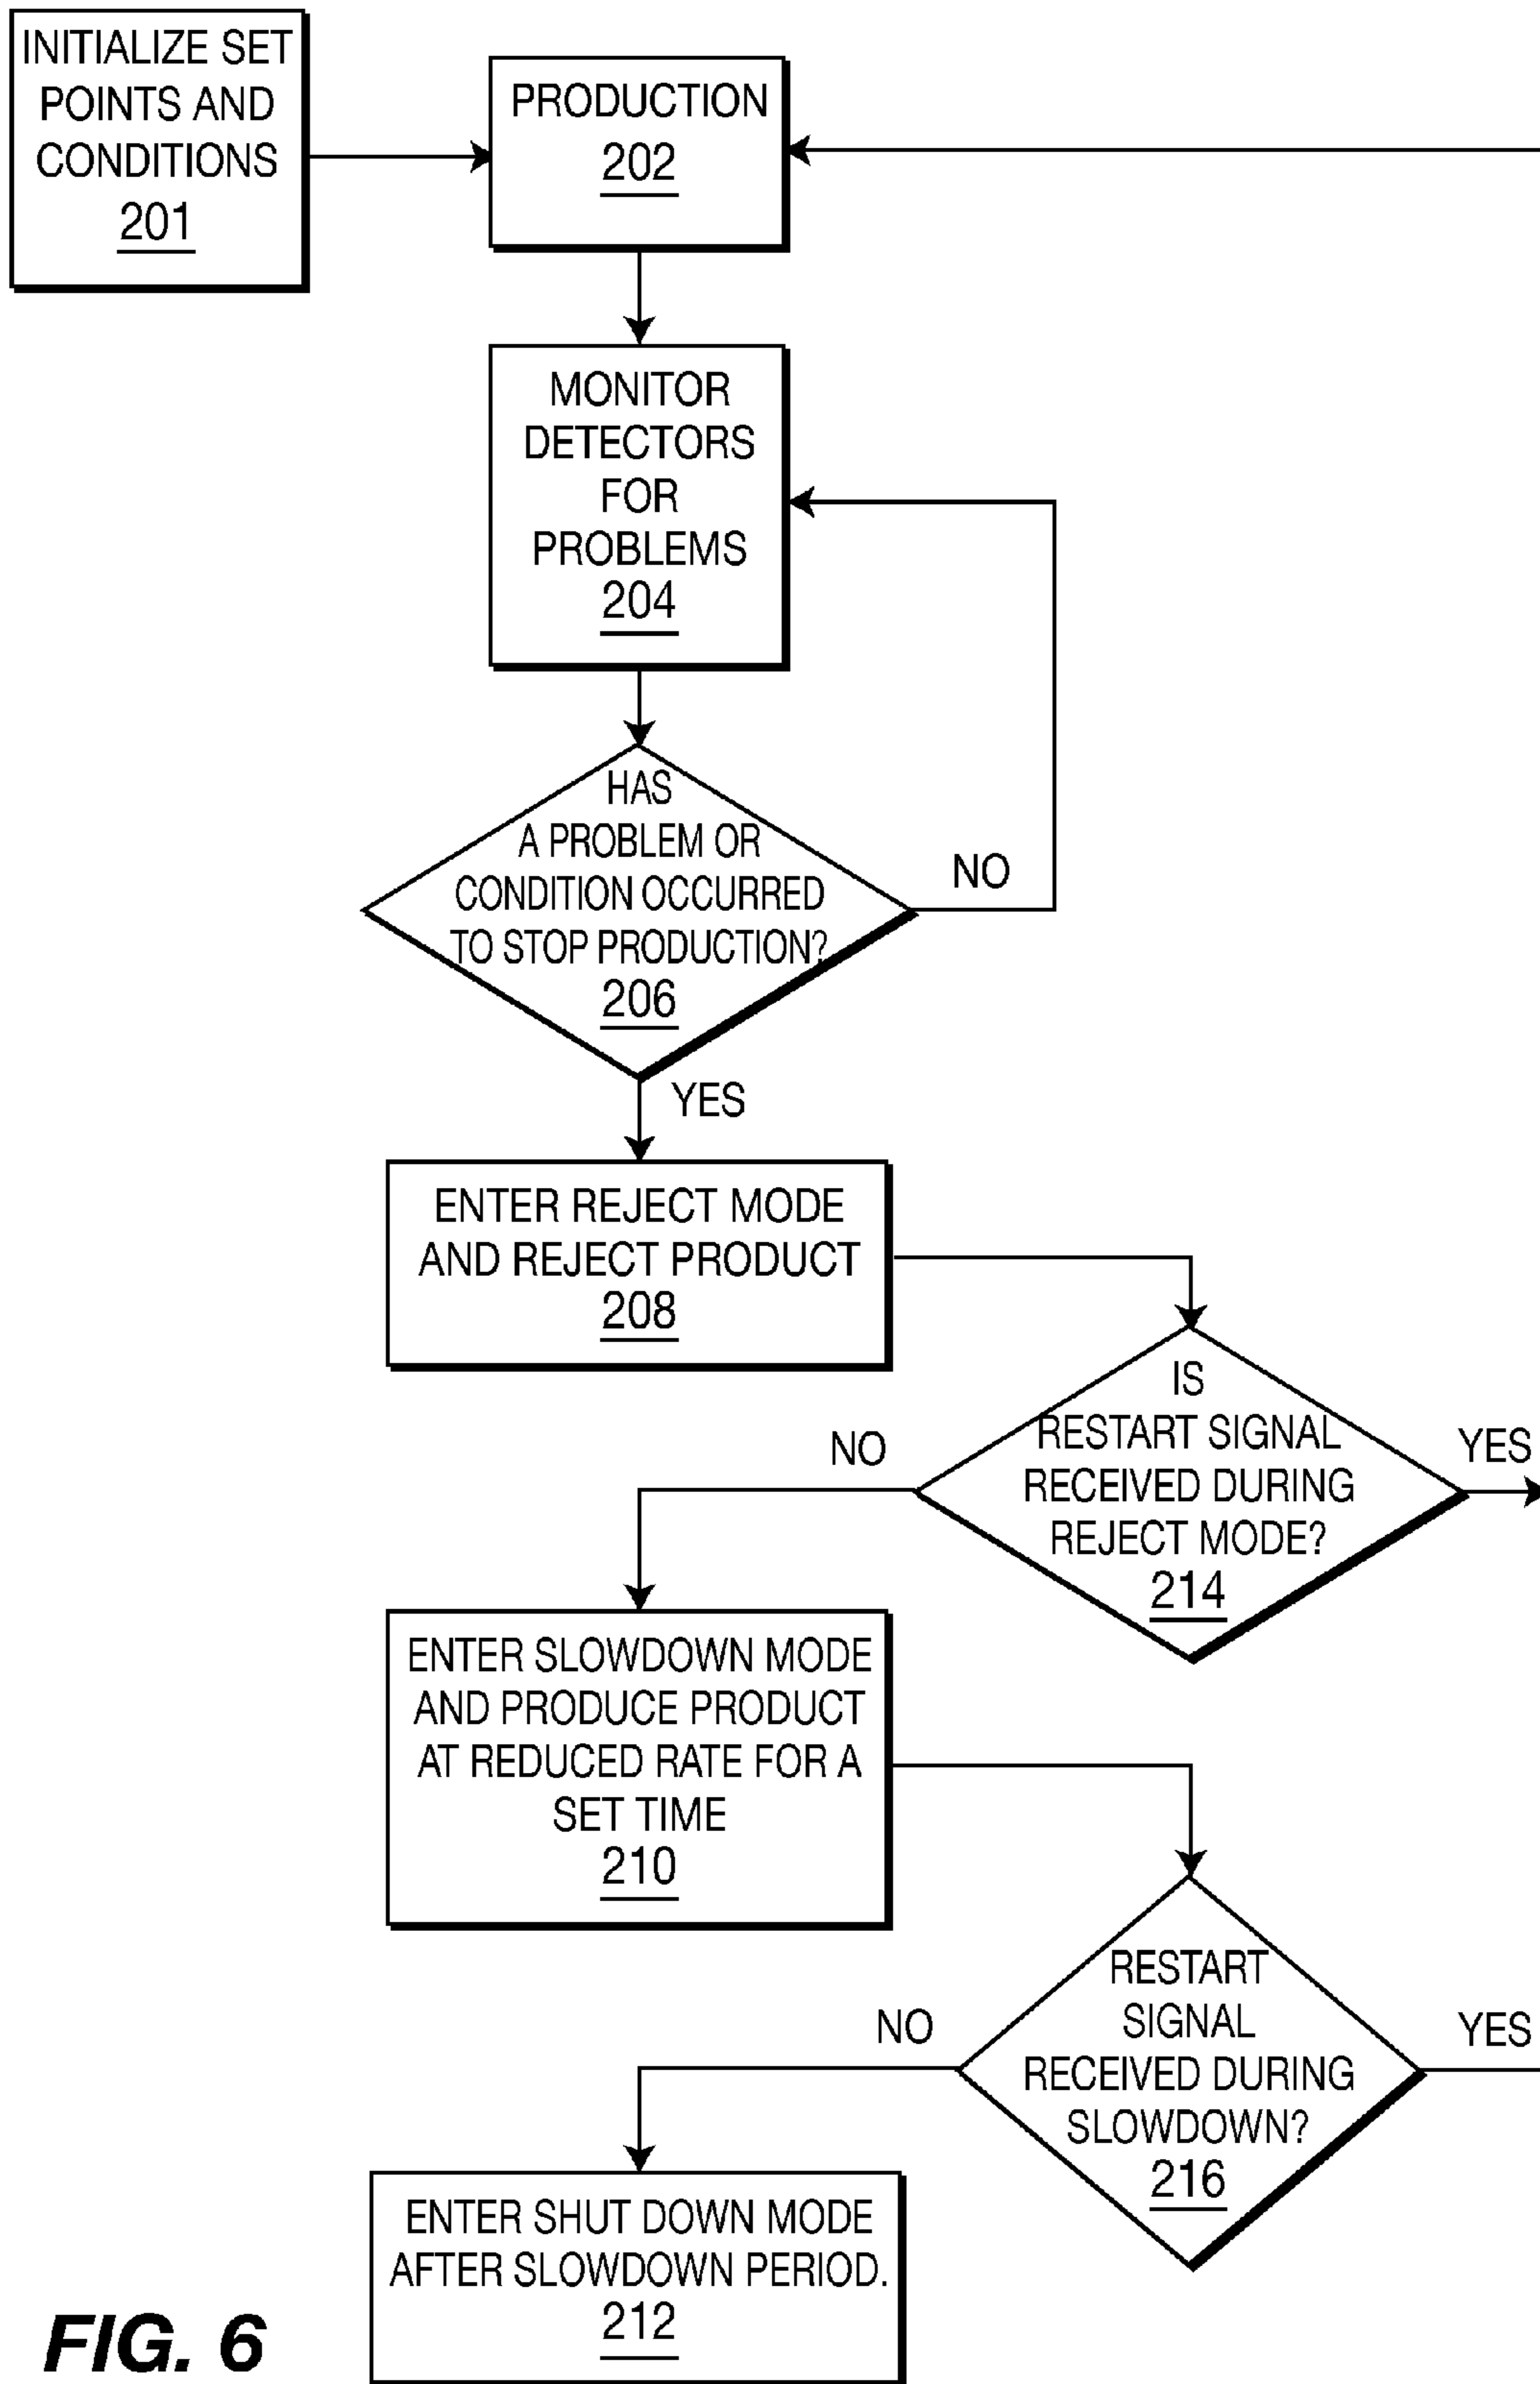 INITIALIZE SET
POINTS AND
CONDITIONS
201
PRODUCTION
202
MONITOR
DETECTORS
FOR
PROBLEMS
204
HAS
A PROBLEM OR
CONDITION OCCURRED
TO STOP PRODUCTION?
206
NO
YES
ENTER REJECT MODE
AND REJECT PRODUCT
208
IS
RESTART SIGNAL
RECEIVED DURING
REJECT MODE?
214
NO
YES
ENTER SLOWDOWN MODE
AND PRODUCE PRODUCT
AT REDUCED RATE FOR A
SET TIME
210
RESTART
SIGNAL
RECEIVED DURING
SLOWDOWN?
216
NO
YES
ENTER SHUT DOWN MODE
AFTER SLOWDOWN PERIOD.
212
FIG. 6